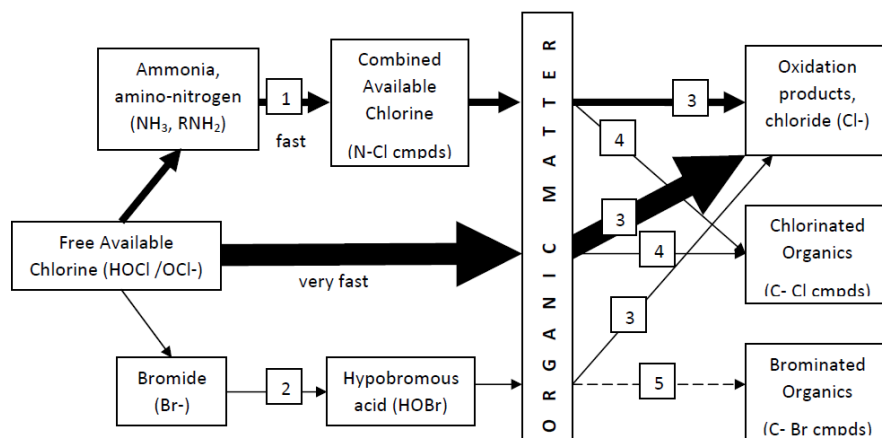 Ammonia,
amino-nitrogen
(NH₃, RNH₂)
1
fast
Combined
Available
Chlorine
(N-Cl cmpds)
ORGANIC MATTER
3
Oxidation
products,
chloride (Cl-)
4
Free Available
Chlorine (HOCl /OCl-)
very fast
3
4
Chlorinated
Organics
(C- Cl cmpds)
3
Bromide
(Br-)
2
Hypobromous
acid (HOBr)
5
Brominated
Organics
(C- Br cmpds)